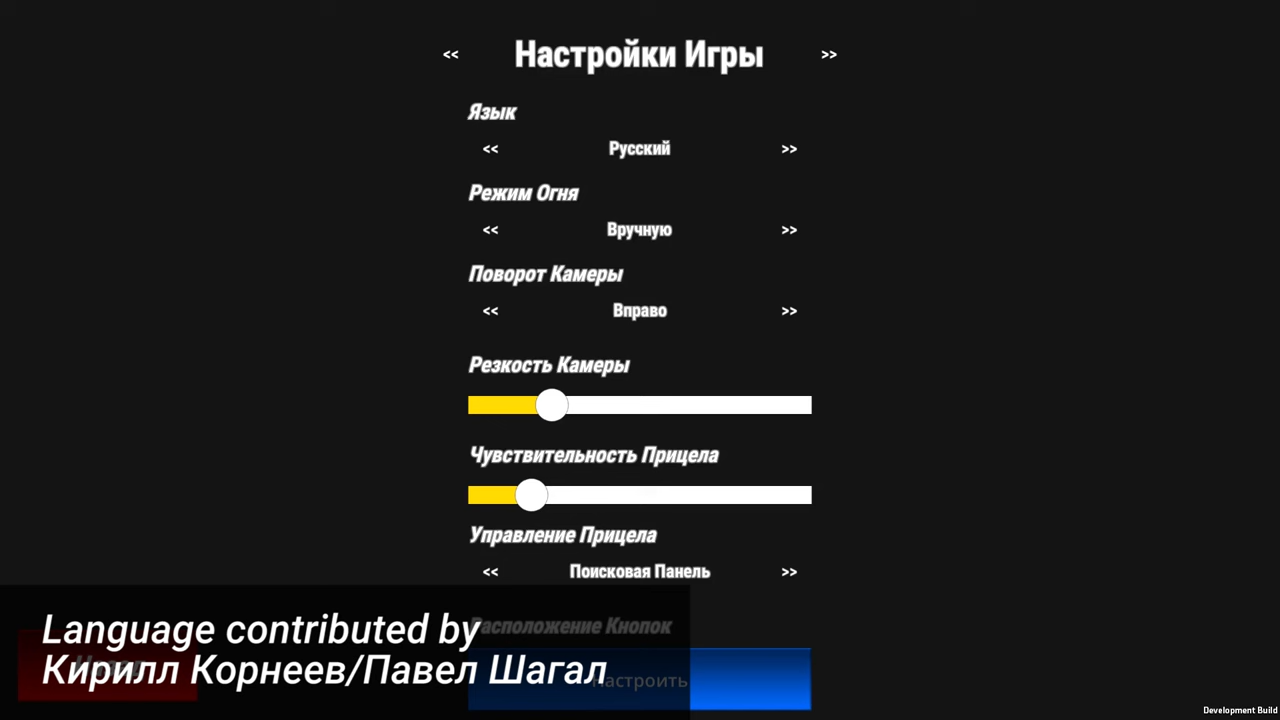 << Настройки Игры >>
Язык
<< Русский >>
Режим Огня
<< Вручную >>
Поворот Камеры
<< Вправо >>
Резкость Камеры
Чувствительность Прицела
Управление Прицела
<< Поисковая Панель >>
Расположение Кнопок
Настроить
Language contributed by
Кирилл Корнеев/Павел Шагал
Development Build